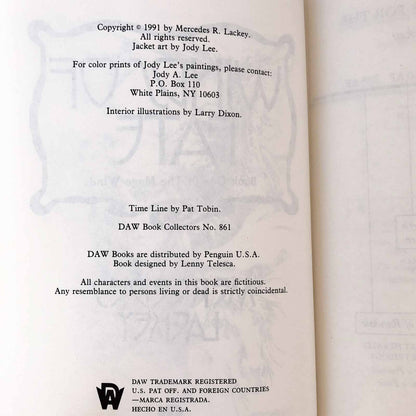 Copyright © 1991 by Mercedes R. Lackey.
All rights reserved.
Jacket art by Jody Lee.
For color prints of Jody Lee's paintings, please contact:
Jody A. Lee
P.O. Box 110
White Plains, NY 10603
Interior illustrations by Larry Dixon.
Time Line by Pat Tobin.
DAW Book Collectors No. 861
DAW Books are distributed by Penguin U.S.A.
Book designed by Lenny Telesca.
All characters and events in this book are fictitious.
Any resemblance to persons living or dead is strictly coincidental.
DAW TRADEMARK REGISTERED
U.S. PAT OFF. AND FOREIGN COUNTRIES
—MARCA REGISTRADA.
HECHO EN U.S.A.